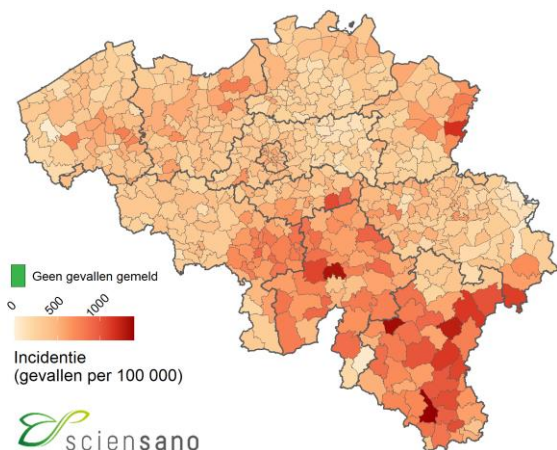 Geen gevallen gemeld
0 500 1000
Incidentie
(gevallen per 100 000)
sciensano